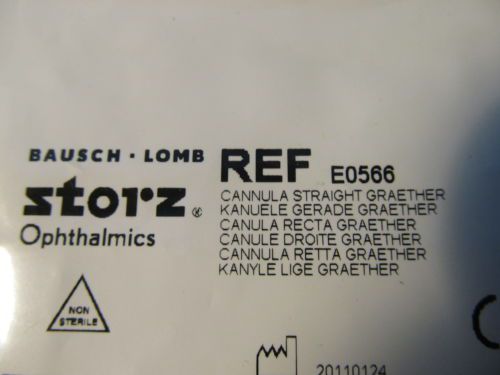 BAUSCH · LOMB
Storz ®
Ophthalmics
REF E0566
CANNULA STRAIGHT GRAETHER
KANUELE GERADE GRAETHER
CANULA RECTA GRAETHER
CANULE DROITE GRAETHER
CANNULA RETTA GRAETHER
KANYLE LIGE GRAETHER
NON
STERILE
20110124